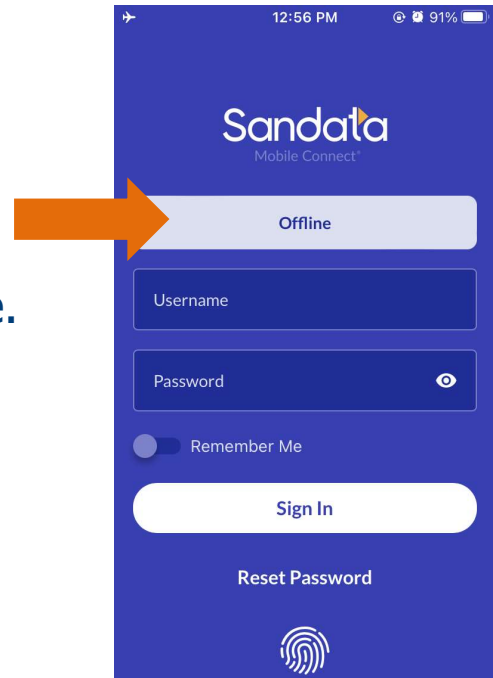 12:56 PM 91%
Sandata
Mobile Connect
Offline
e.
Username
Password
Remember Me
Sign In
Reset Password